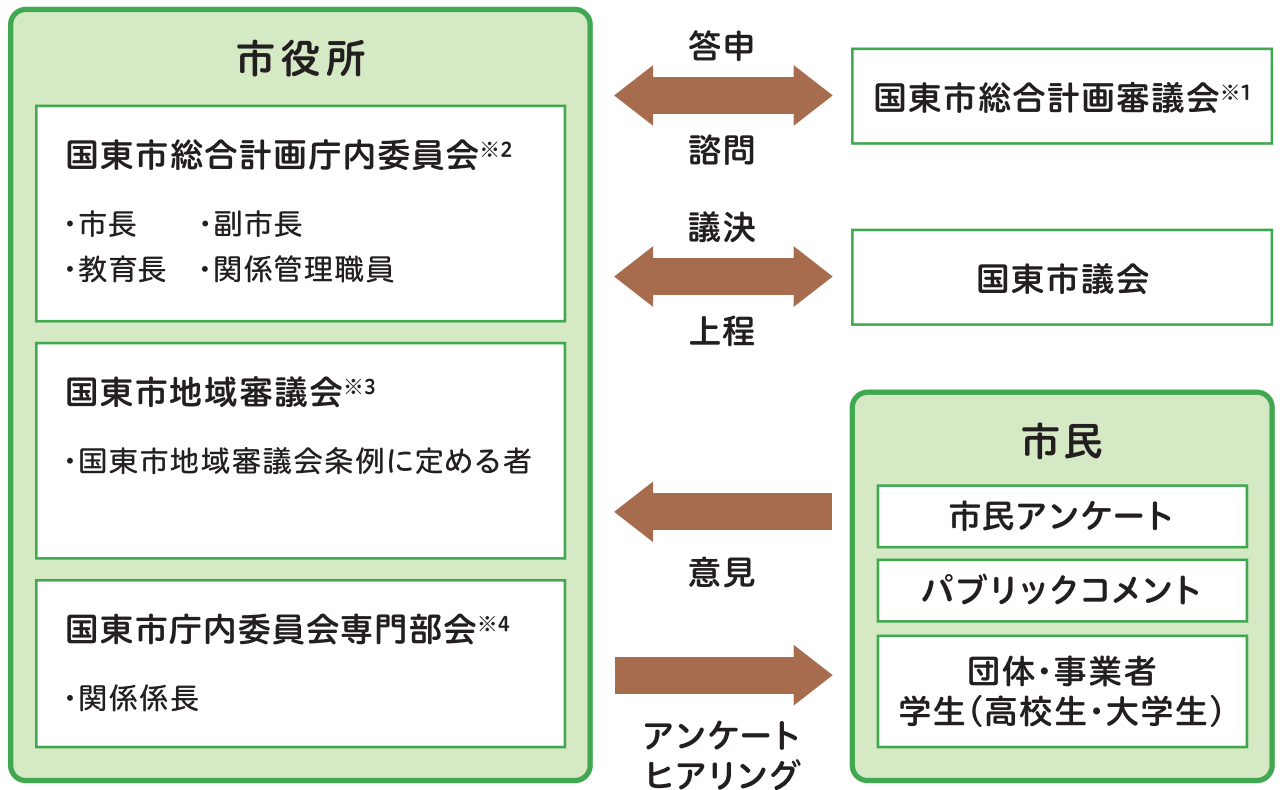 市役所
国東市総合計画庁内委員会※2
・市長 ・副市長
・教育長 ・関係管理職員
国東市地域審議会※3
・国東市地域審議会条例に定める者
国東市庁内委員会専門部会※4
・関係係長
答申
諮問
議決
上程
意見
アンケート
ヒアリング
国東市総合計画審議会※1
国東市議会
市民
市民アンケート
パブリックコメント
団体・事業者
学生(高校生・大学生)